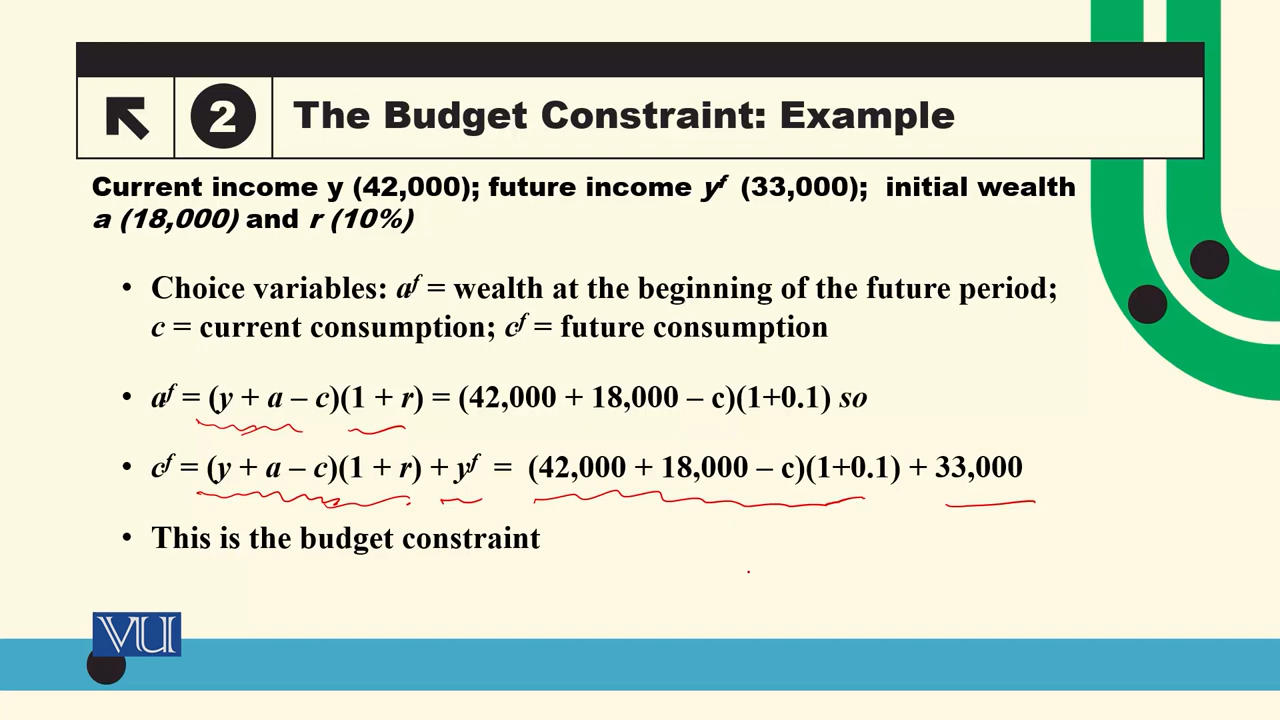 2
The Budget Constraint: Example
Current income y (42,000); future income yᶠ (33,000); initial wealth
a (18,000) and r (10%)
• Choice variables: aᶠ = wealth at the beginning of the future period;
c = current consumption; cᶠ = future consumption
• aᶠ = (y + a – c)(1 + r) = (42,000 + 18,000 – c)(1+0.1) so
• cᶠ = (y + a – c)(1 + r) + yᶠ = (42,000 + 18,000 – c)(1+0.1) + 33,000
• This is the budget constraint
VU